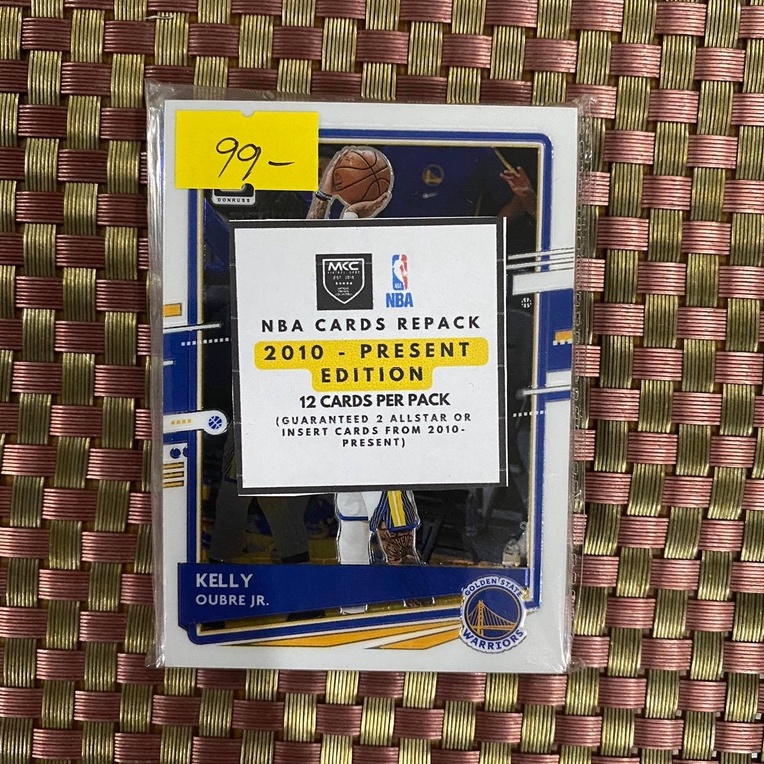 99-
DONRUSS
MCC
NBA
NBA CARDS REPACK
2010 - PRESENT
EDITION
12 CARDS PER PACK
(GUARANTEED 2 ALLSTAR OR
INSERT CARDS FROM 2010-
PRESENT)
KELLY
OUBRE JR.
GOLDEN STATE
WARRIORS